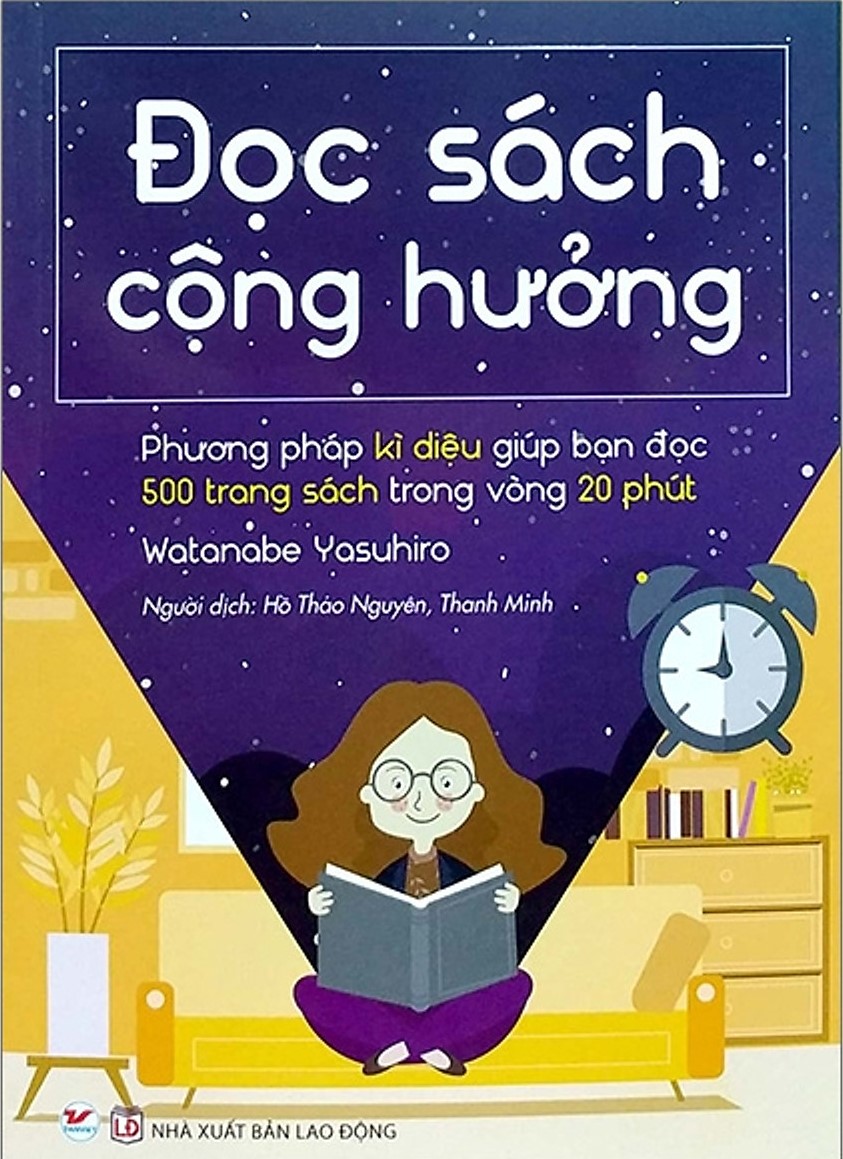 Đọc sách
cộng hưởng
Phương pháp kì diệu giúp bạn đọc
500 trang sách trong vòng 20 phút
Watanabe Yasuhiro
Người dịch: Hồ Thảo Nguyên, Thanh Minh
LĐ
NHÀ XUẤT BẢN LAO ĐỘNG